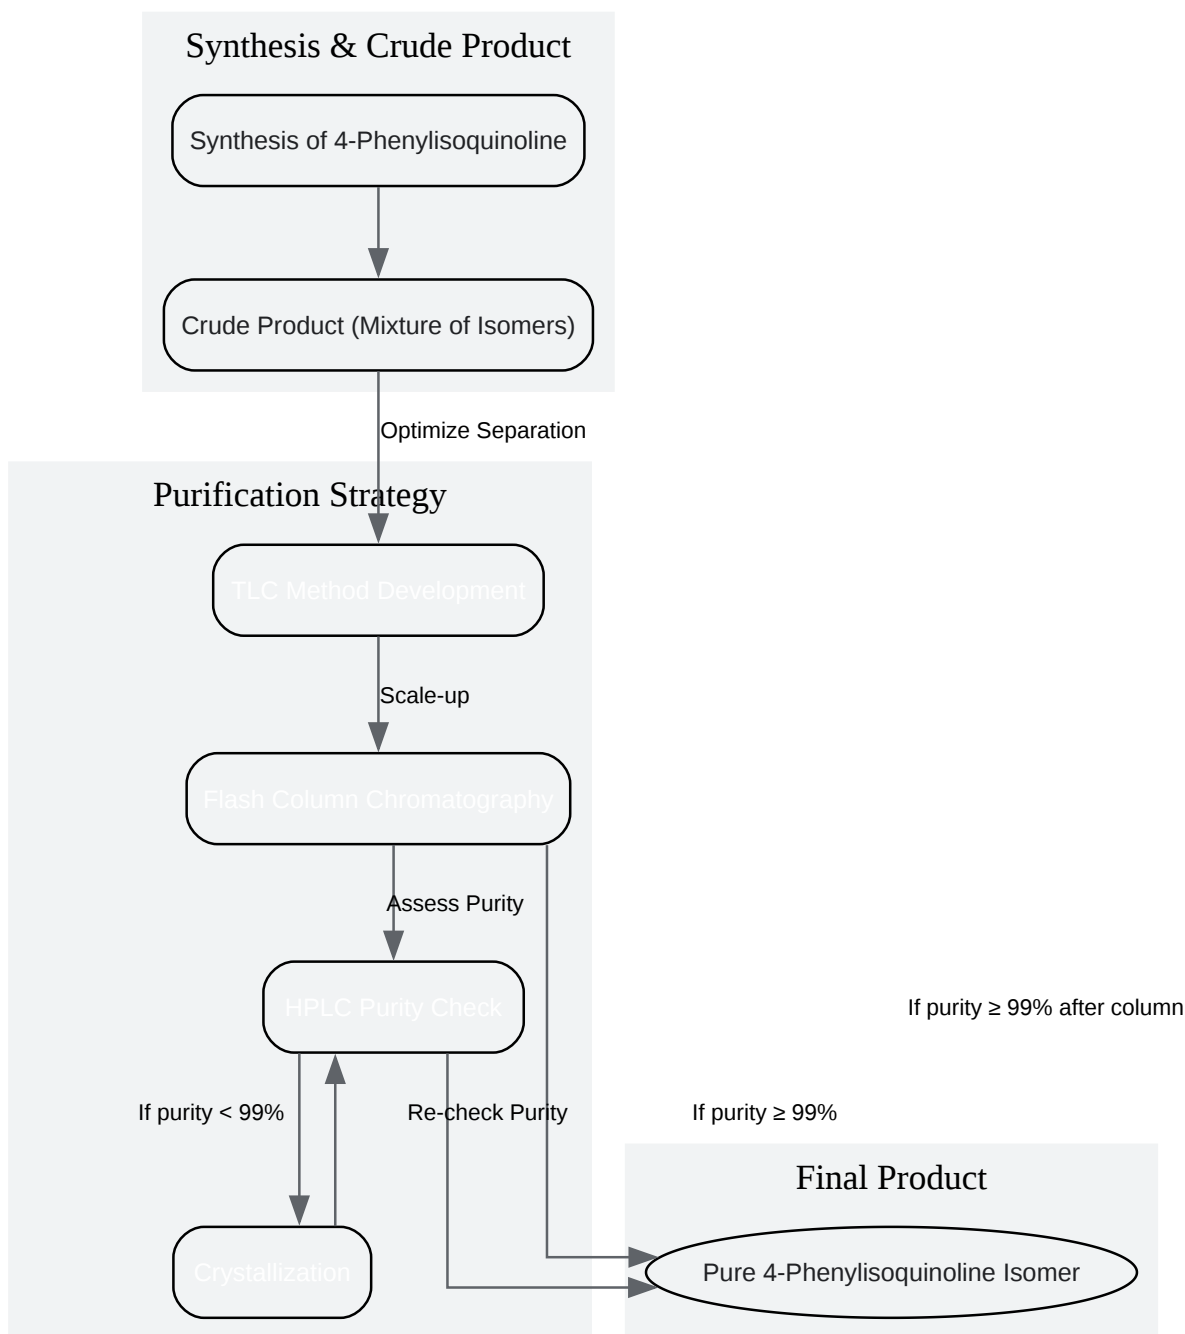 Synthesis & Crude Product
Synthesis of 4-Phenylisoquinoline
Crude Product (Mixture of Isomers)
Optimize Separation
Purification Strategy
TLC Method Development
Scale-up
Flash Column Chromatography
Assess Purity
HPLC Purity Check
If purity ≥ 99% after column
If purity < 99%
Re-check Purity
If purity ≥ 99%
Final Product
Crystallization
Pure 4-Phenylisoquinoline Isomer